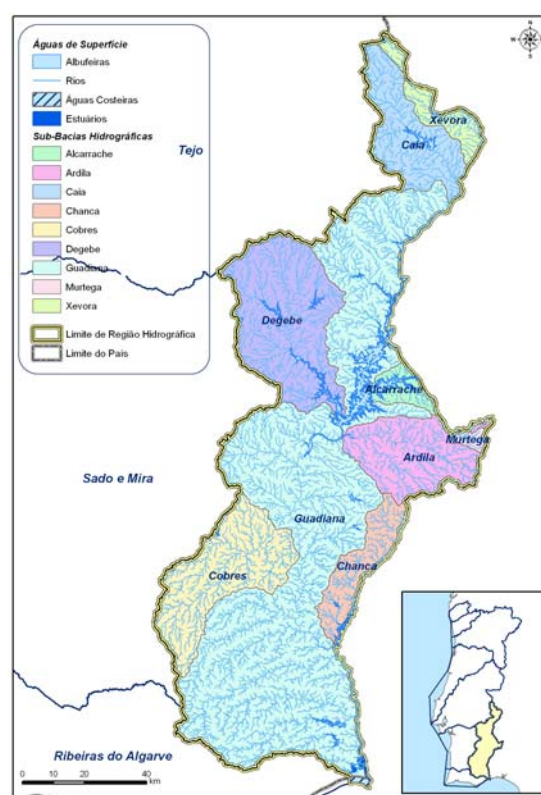 Águas de Superfície
Albufeiras
Rios
Águas Costeiras
Estuários
Sub-Bacias Hidrográficas
Alcarrache
Ardila
Caia
Chanca
Cobres
Degebe
Guadiana
Murtega
Xevora
Limite de Região Hidrográfica
Limite do País
N
W
E
S
Tejo
Xevora
Caia
Degebe
Alcarrache
Murtega
Ardila
Sado e Mira
Guadiana
Chanca
Cobres
Ribeiras do Algarve
0 10 20 40
km